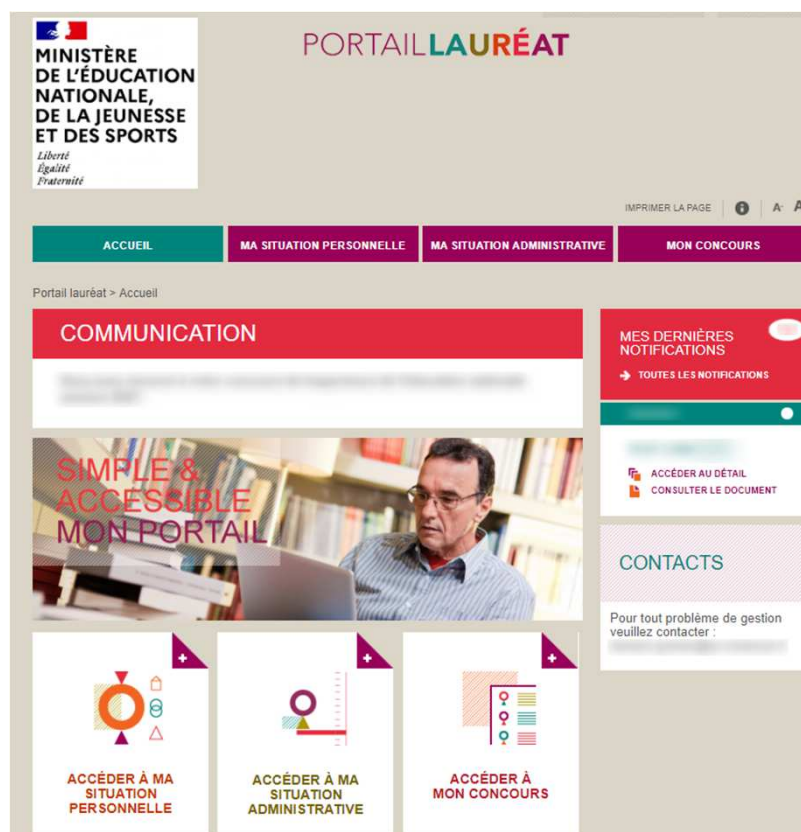 MINISTÈRE
DE L'ÉDUCATION
NATIONALE,
DE LA JEUNESSE
ET DES SPORTS
Liberté
Égalité
Fraternité
PORTAILLAURÉAT
IMPRIMER LA PAGE A- A
ACCUEIL
MA SITUATION PERSONNELLE
MA SITUATION ADMINISTRATIVE
MON CONCOURS
Portail lauréat > Accueil
COMMUNICATION
SIMPLE &
ACCESSIBLE
MON PORTAIL
MES DERNIÈRES
NOTIFICATIONS
TOUTES LES NOTIFICATIONS
ACCÉDER AU DÉTAIL
CONSULTER LE DOCUMENT
CONTACTS
Pour tout problème de gestion
veuillez contacter :
ACCÉDER À MA
SITUATION
PERSONNELLE
ACCÉDER À MA
SITUATION
ADMINISTRATIVE
ACCÉDER À
MON CONCOURS